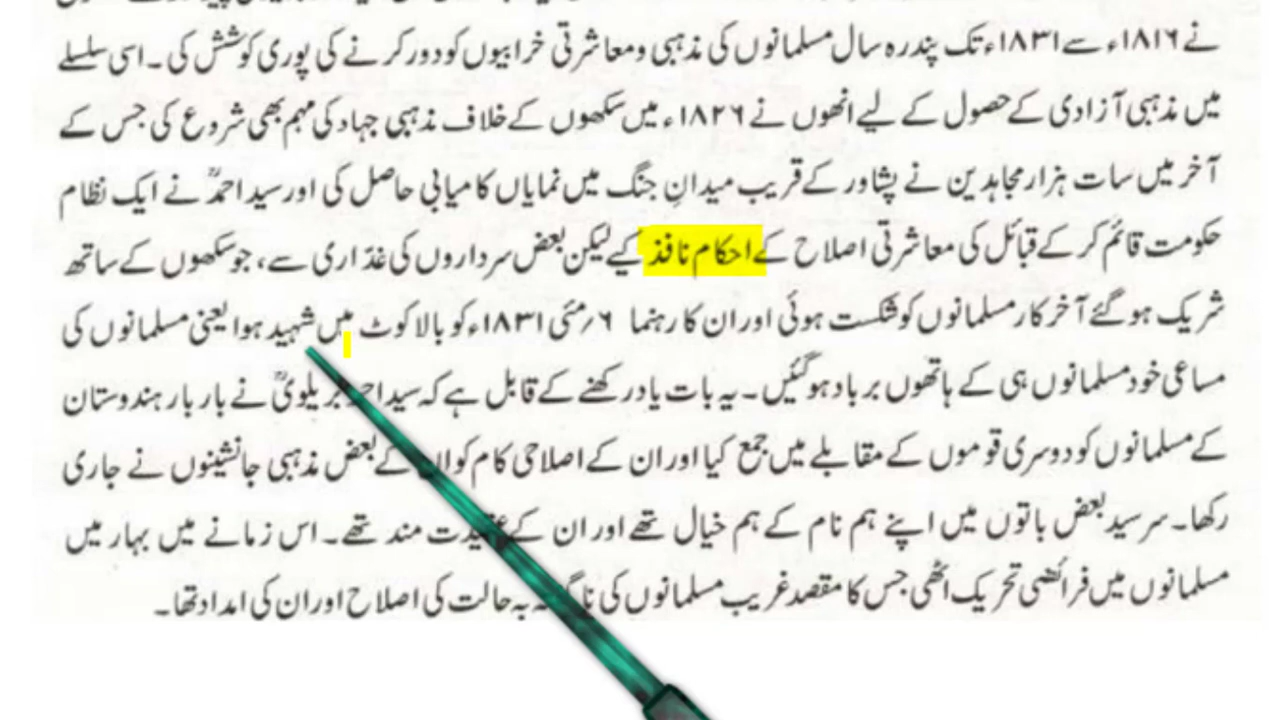 نے ۱۸۱۶ء سے ۱۸۳۱ء تک پندرہ سال مسلمانوں کی مذہبی و معاشرتی خرابیوں کو دور کرنے کی پوری کوشش کی۔ اسی سلسلے
میں مذہبی آزادی کے حصول کے لیے انھوں نے ۱۸۲۶ء میں سکھوں کے خلاف مذہبی جہاد کی مہم بھی شروع کی جس کے
آخر میں سات ہزار مجاہدین نے پشاور کے قریب میدانِ جنگ میں نمایاں کامیابی حاصل کی اور سید احمدؒ نے ایک نظام
حکومت قائم کر کے قبائل کی معاشرتی اصلاح کے احکام نافذ کیے لیکن بعض سرداروں کی غدّاری سے، جو سکھوں کے ساتھ
شریک ہو گئے آخر کار مسلمانوں کو شکست ہوئی اور ان کا رہنما ۶؍مئی ۱۸۳۱ء کو بالاکوٹ میں شہید ہوا یعنی مسلمانوں کی
مساعی خود مسلمانوں ہی کے ہاتھوں برباد ہو گئیں۔ یہ بات یاد رکھنے کے قابل ہے کہ سید احمد بریلویؒ نے بار بار ہندوستان
کے مسلمانوں کو دوسری قوموں کے مقابلے میں جمع کیا اور ان کے اصلاحی کام کو ان کے بعض مذہبی جانشینوں نے جاری
رکھا۔ سر سید بعض باتوں میں اپنے ہم نام کے ہم خیال تھے اور ان کے عقیدت مند تھے۔ اس زمانے میں بہار میں
مسلمانوں میں فرائضی تحریک اٹھی جس کا مقصد غریب مسلمانوں کی بہ حالت کی اصلاح اور ان کی امداد تھا۔